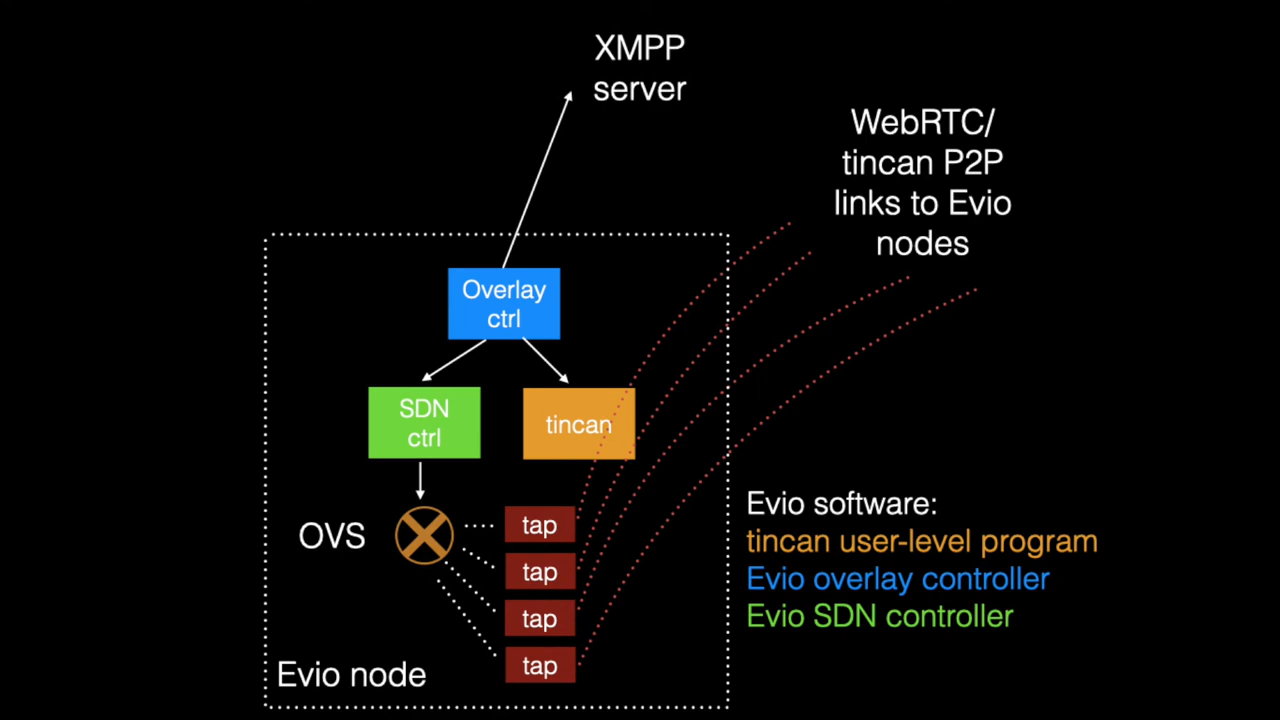 XMPP
server
WebRTC/
tincan P2P
links to Evio
nodes
Overlay
ctrl
SDN
ctrl
tincan
OVS
tap
tap
tap
tap
Evio node
Evio software:
tincan user-level program
Evio overlay controller
Evio SDN controller